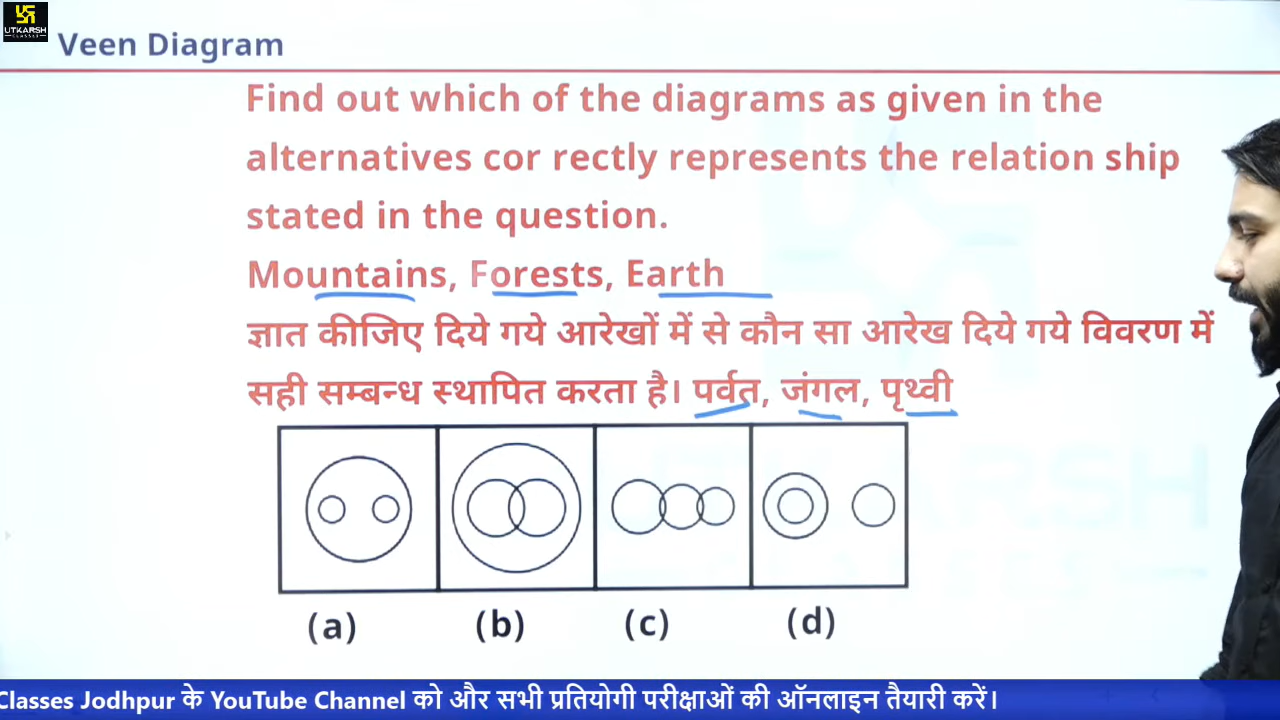 UTKARSH
CLASSES
Veen Diagram
Find out which of the diagrams as given in the
alternatives cor rectly represents the relation ship
stated in the question.
Mountains, Forests, Earth
ज्ञात कीजिए दिये गये आरेखों में से कौन सा आरेख दिये गये विवरण में
सही सम्बन्ध स्थापित करता है। पर्वत, जंगल, पृथ्वी
(a) (b) (c) (d)
Classes Jodhpur के YouTube Channel को और सभी प्रतियोगी परीक्षाओं की ऑनलाइन तैयारी करें।